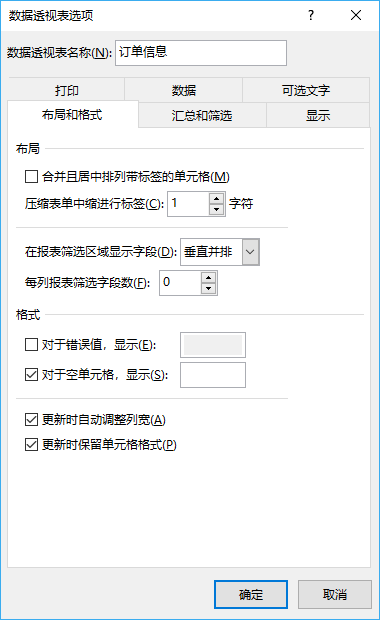 数据透视表选项 ?
数据透视表名称(N): 订单信息
打印 数据 可选文字
布局和格式 汇总和筛选 显示
布局
合并且居中排列带标签的单元格(M)
压缩表单中缩进行标签(C): 1 字符
在报表筛选区域显示字段(D): 垂直并排
每列报表筛选字段数(F): 0
格式
对于错误值，显示(E):
对于空单元格，显示(S):
更新时自动调整列宽(A)
更新时保留单元格格式(P)
确定 取消